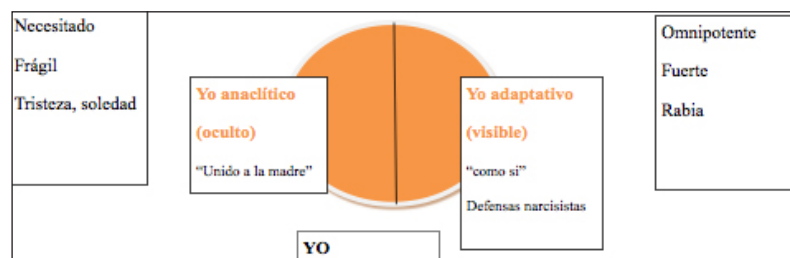 Necesitado
Frágil
Tristeza, soledad
Yo anaclítico
(oculto)
“Unido a la madre”
Yo adaptativo
(visible)
“como si”
Defensas narcisistas
Omnipotente
Fuerte
Rabia
YO